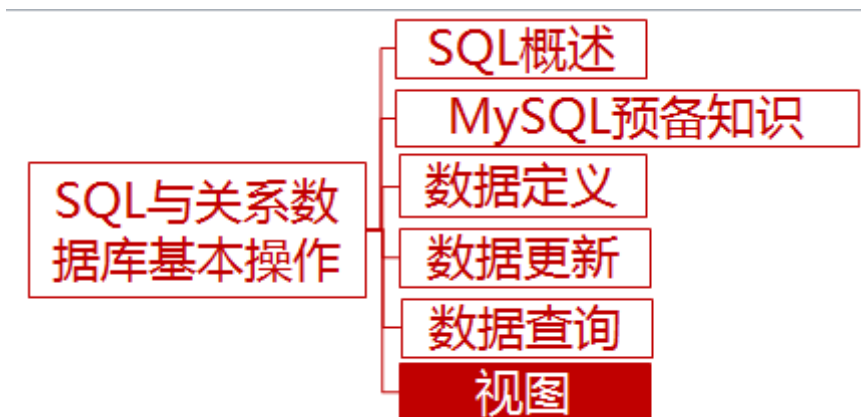 SQL概述
MySQL预备知识
SQL与关系数
据库基本操作
数据定义
数据更新
数据查询
视图